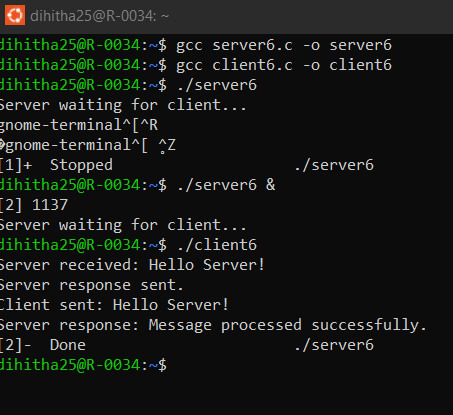 dihitha25@R-0034: ~
dihitha25@R-0034:~$ gcc server6.c -o server6
dihitha25@R-0034:~$ gcc client6.c -o client6
dihitha25@R-0034:~$ ./server6
Server waiting for client...
gnome-terminal^[^R
�gnome-terminal^[ ^Z
[1]+  Stopped                 ./server6
dihitha25@R-0034:~$ ./server6 &
[2] 1137
Server waiting for client...
dihitha25@R-0034:~$ ./client6
Server received: Hello Server!
Server response sent.
Client sent: Hello Server!
Server response: Message processed successfully.
[2]-  Done                    ./server6
dihitha25@R-0034:~$